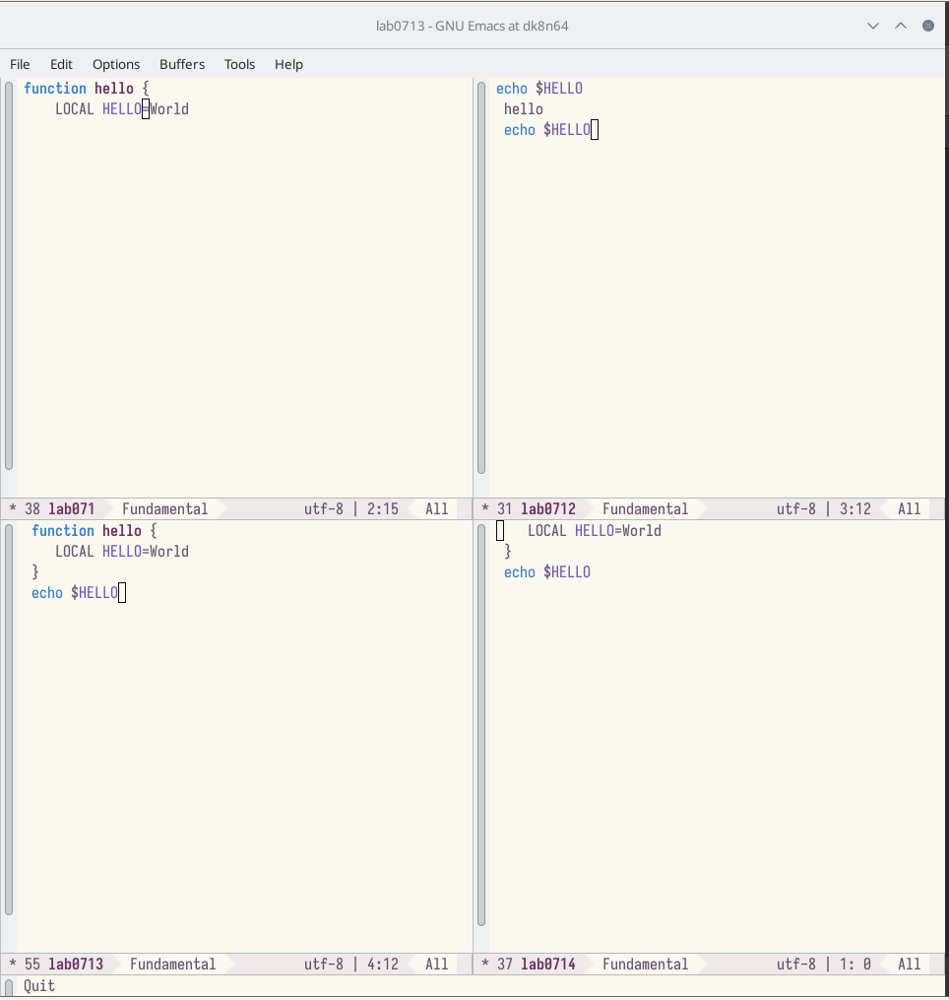 lab0713 - GNU Emacs at dk8n64
File Edit Options Buffers Tools Help
function hello {
    LOCAL HELLO=World
* 38 lab071 Fundamental utf-8 | 2:15 All
echo $HELLO
 hello
 echo $HELLO
* 31 lab0712 Fundamental utf-8 | 3:12 All
 function hello {
    LOCAL HELLO=World
 }
 echo $HELLO
* 55 lab0713 Fundamental utf-8 | 4:12 All
    LOCAL HELLO=World
 }
 echo $HELLO
* 37 lab0714 Fundamental utf-8 | 1: 0 All
Quit